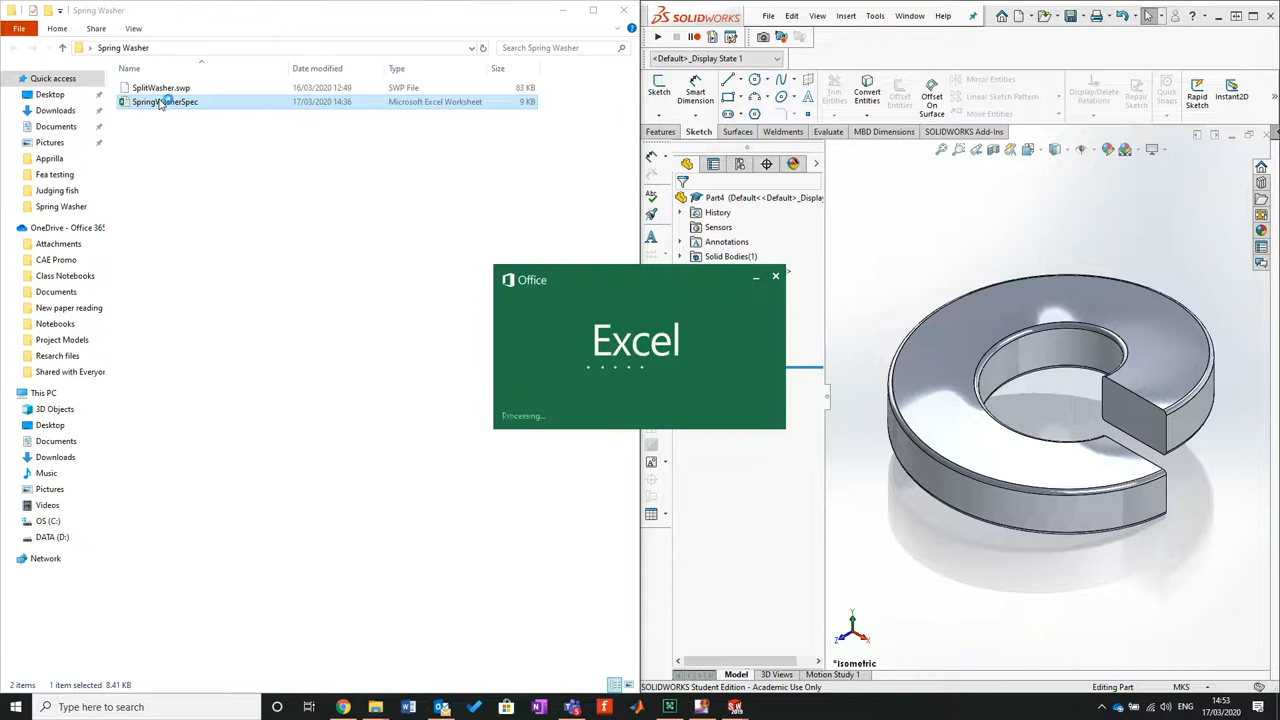 Spring Washer
File
Home
Share
View
Spring Washer
Search Spring Washer
Name
Date modified
Type
Size
SplitWasher.swp
16/03/2020 12:49
SWP File
83 KB
17/03/2020 14:36
Microsoft Excel Worksheet
9 KB
Quick access
Desktop
Downloads
Documents
Pictures
Apprilla
Fea testing
Judging fish
Spring Washer
OneDrive - Office 365
Attachments
CAE Promo
Class Notebooks
Documents
New paper reading
Notebooks
Project Models
Resarch files
Shared with Everyon
This PC
3D Objects
Desktop
Documents
Downloads
Music
Pictures
Videos
OS (C:)
DATA (D:)
Network
2 items
1 item selected 8.41 KB
Office
Excel
Processing...
SOLIDWORKS
File
Edit
View
Insert
Tools
Window
Help
<Default>_Display State 1
Sketch
Smart Dimension
Convert Entities
Offset Entities
Offset On Surface
Mirror Entities
Linear Sketch Pattern
Move Entities
Display/Delete Relations
Repair Sketch
Quick Snaps
Rapid Sketch
Instant2D
Features
Sketch
Surfaces
Weldments
Evaluate
MBD Dimensions
SOLIDWORKS Add-Ins
Part4 (Default<<Default>_Display
History
Sensors
Annotations
Solid Bodies(1)
Y
X
Z
*Isometric
Model
3D Views
Motion Study 1
SOLIDWORKS Student Edition - Academic Use Only
Editing Part
MKS
Type here to search
14:53
17/03/2020